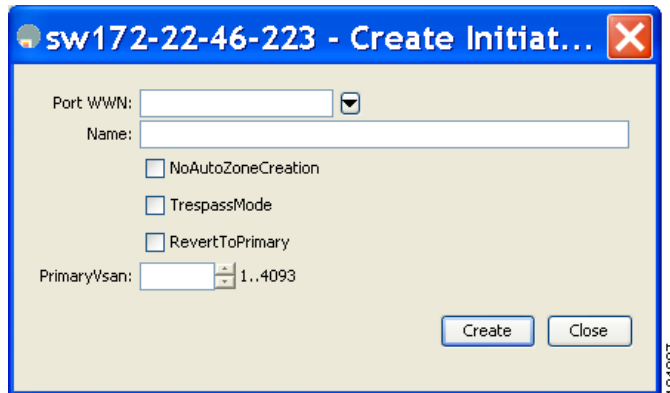 sw172-22-46-223 - Create Initiat...
Port WWN:
Name:
NoAutoZoneCreation
TrespassMode
RevertToPrimary
PrimaryVsan: 1..4093
Create Close